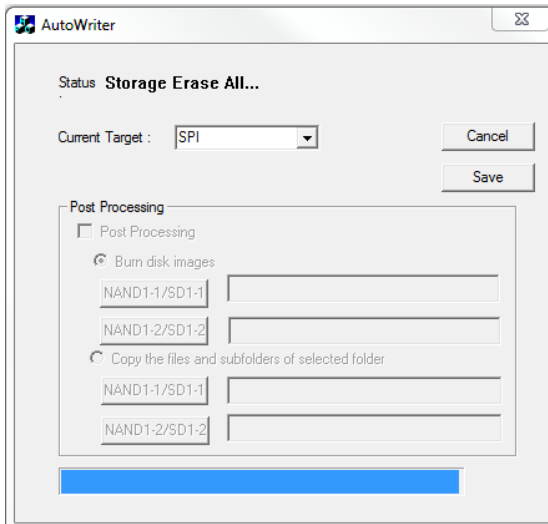 AutoWriter
Status Storage Erase All...
:
Current Target : SPI
Cancel
Save
Post Processing
Post Processing
Burn disk images
NAND1-1/SD1-1
NAND1-2/SD1-2
Copy the files and subfolders of selected folder
NAND1-1/SD1-1
NAND1-2/SD1-2